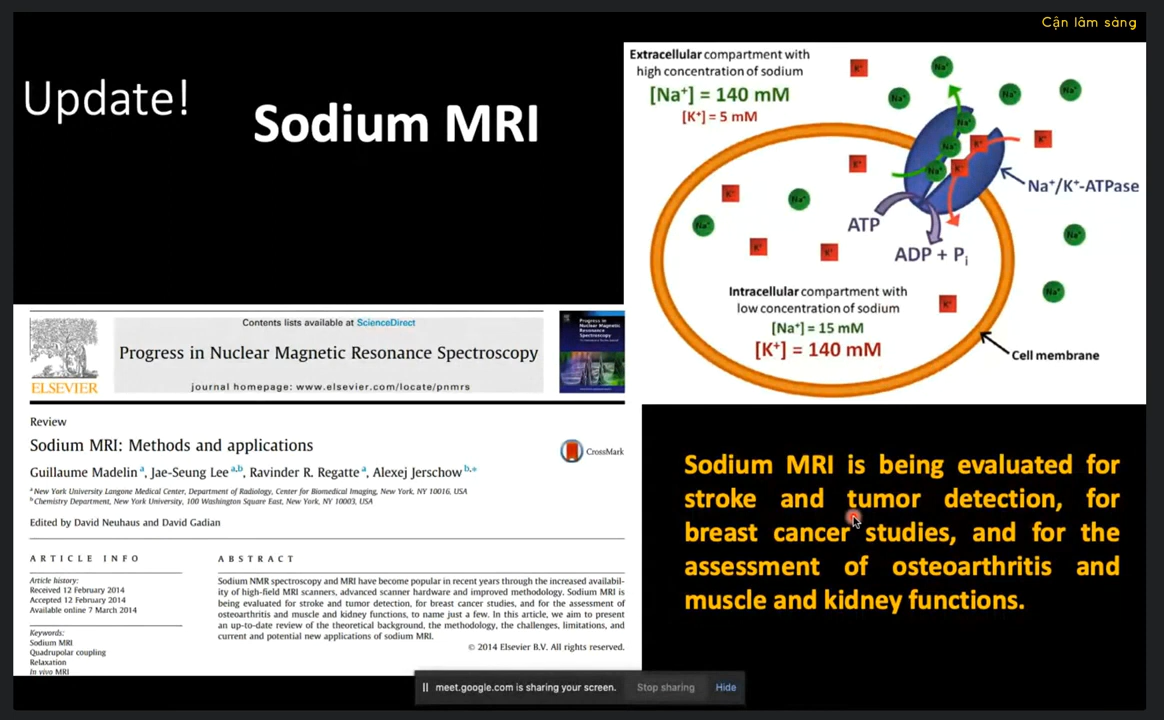 Cận lâm sàng
Update!
Sodium MRI
Extracellular compartment with
high concentration of sodium
[Na⁺] = 140 mM
[K⁺] = 5 mM
K⁺
Na⁺
Na⁺
Na⁺
Na⁺
Na⁺
Na⁺
K⁺
K⁺
K⁺
Na⁺
K⁺
Na⁺/K⁺-ATPase
K⁺
Na⁺
Na⁺
ATP
Na⁺
K⁺
K⁺
ADP + Pi
Na⁺
Intracellular compartment with
low concentration of sodium
K⁺
[Na⁺] = 15 mM
[K⁺] = 140 mM
Cell membrane
Contents lists available at ScienceDirect
Progress in Nuclear Magnetic Resonance Spectroscopy
journal homepage: www.elsevier.com/locate/pnmrs
ELSEVIER
Progress in
Nuclear Magnetic
Resonance
Spectroscopy
Review
Sodium MRI: Methods and applications
CrossMark
Guillaume Madelin a, Jae-Seung Lee a,b, Ravinder R. Regatte a, Alexej Jerschow b,*
a New York University Langone Medical Center, Department of Radiology, Center for Biomedical Imaging, New York, NY 10016, USA
b Chemistry Department, New York University, 100 Washington Square East, New York, NY 10003, USA
Edited by David Neuhaus and David Gadian
ARTICLE INFO
Article history:
Received 12 February 2014
Accepted 12 February 2014
Available online 7 March 2014
Keywords:
Sodium MRI
Quadrupolar coupling
Relaxation
In vivo MRI
ABSTRACT
Sodium NMR spectroscopy and MRI have become popular in recent years through the increased availabil-
ity of high-field MRI scanners, advanced scanner hardware and improved methodology. Sodium MRI is
being evaluated for stroke and tumor detection, for breast cancer studies, and for the assessment of
osteoarthritis and muscle and kidney functions, to name just a few. In this article, we aim to present
an up-to-date review of the theoretical background, the methodology, the challenges, limitations, and
current and potential new applications of sodium MRI.
© 2014 Elsevier B.V. All rights reserved.
Sodium MRI is being evaluated for
stroke and tumor detection, for
breast cancer studies, and for the
assessment of osteoarthritis and
muscle and kidney functions.
meet.google.com is sharing your screen.
Stop sharing
Hide